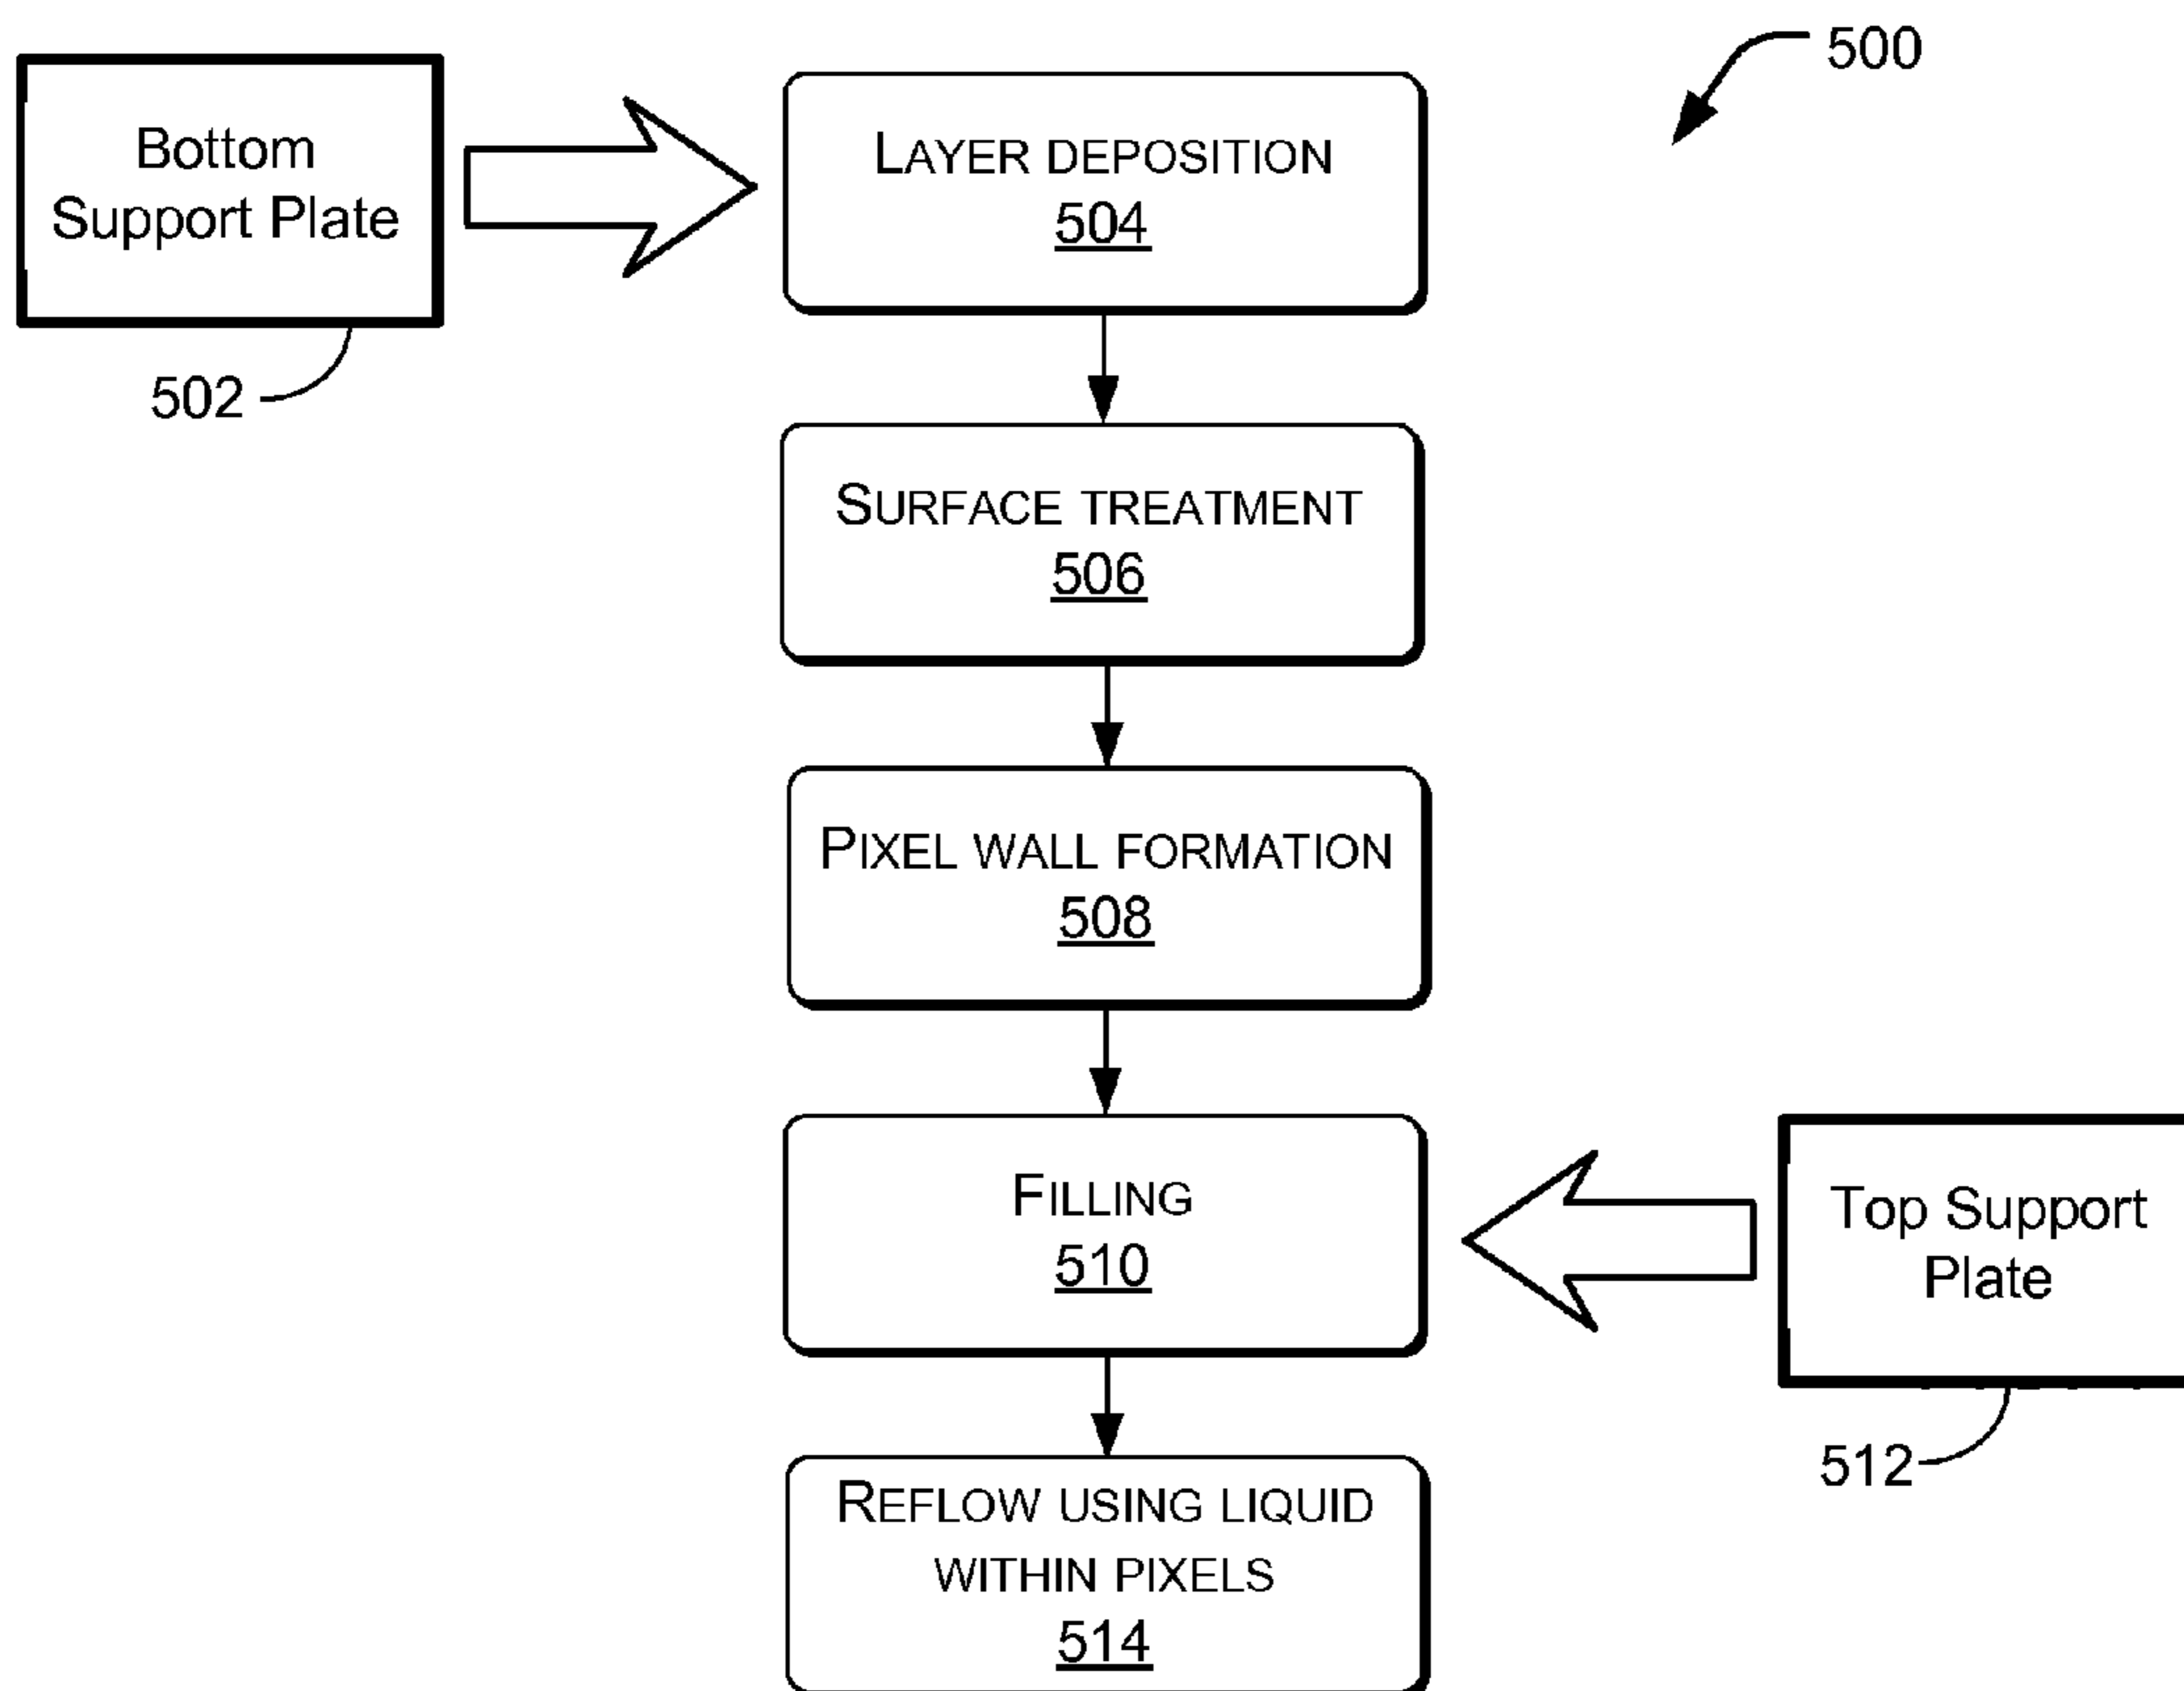 500
Bottom
Support Plate
502
LAYER DEPOSITION
504
SURFACE TREATMENT
506
PIXEL WALL FORMATION
508
FILLING
510
Top Support
Plate
512
REFLOW USING LIQUID
WITHIN PIXELS
514